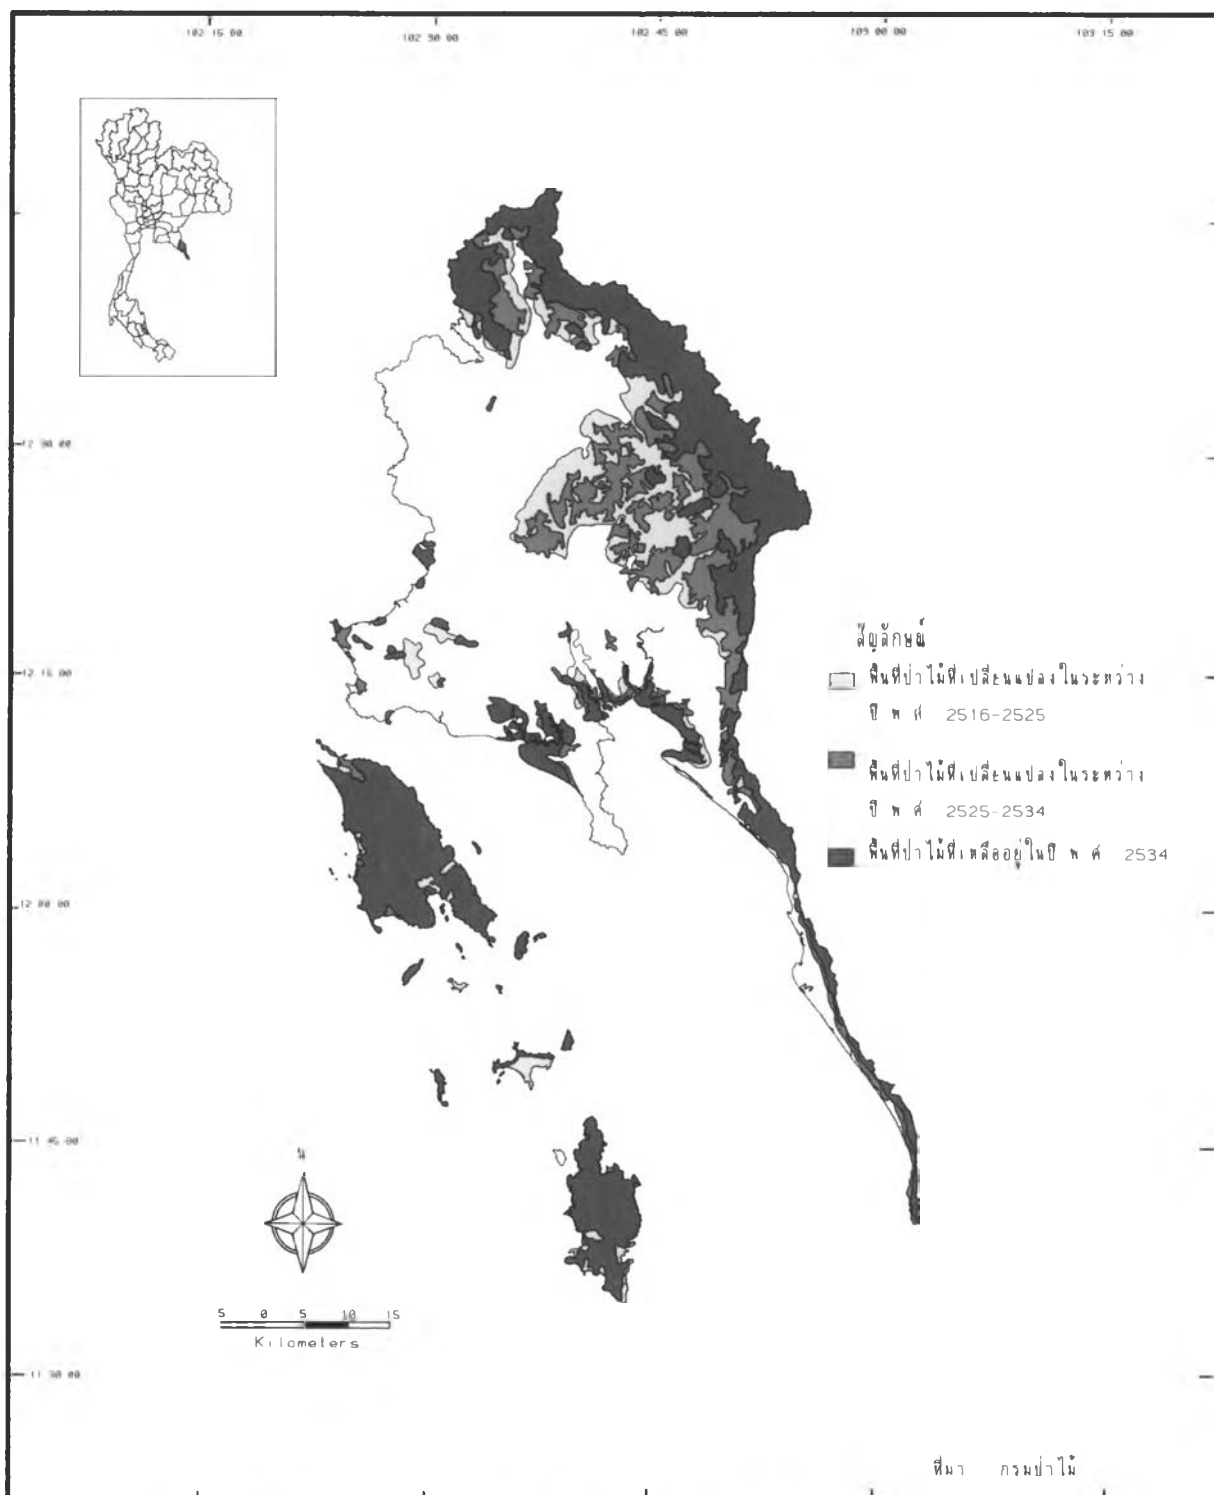 102 15 00
102 30 00
102 45 00
103 00 00
103 15 00
12 30 00
12 15 00
12 00 00
11 45 00
11 30 00
สัญลักษณ์
พื้นที่ป่าไม้ที่เปลี่ยนแปลงในระหว่าง
ปี พ ศ 2516-2525
พื้นที่ป่าไม้ที่เปลี่ยนแปลงในระหว่าง
ปี พ ศ 2525-2534
พื้นที่ป่าไม้ที่เหลืออยู่ในปี พ ศ 2534
น
5 0 5 10 15
Kilometers
ที่มา กรมป่าไม้